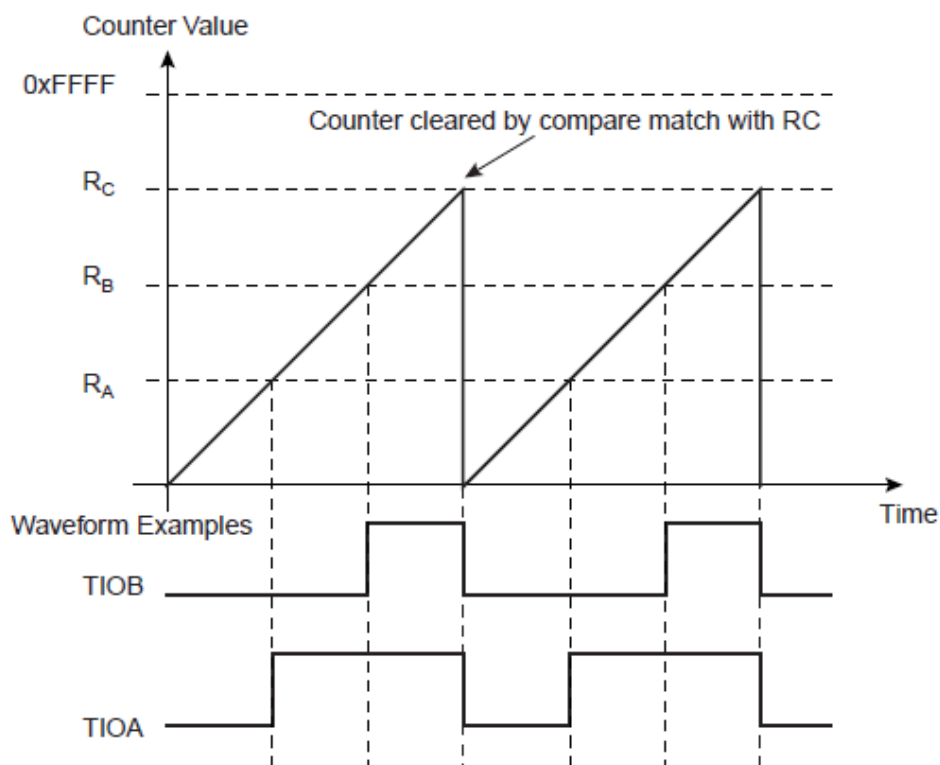 Counter Value
0xFFFF
Counter cleared by compare match with RC
RC
RB
RA
Time
Waveform Examples
TIOB
TIOA